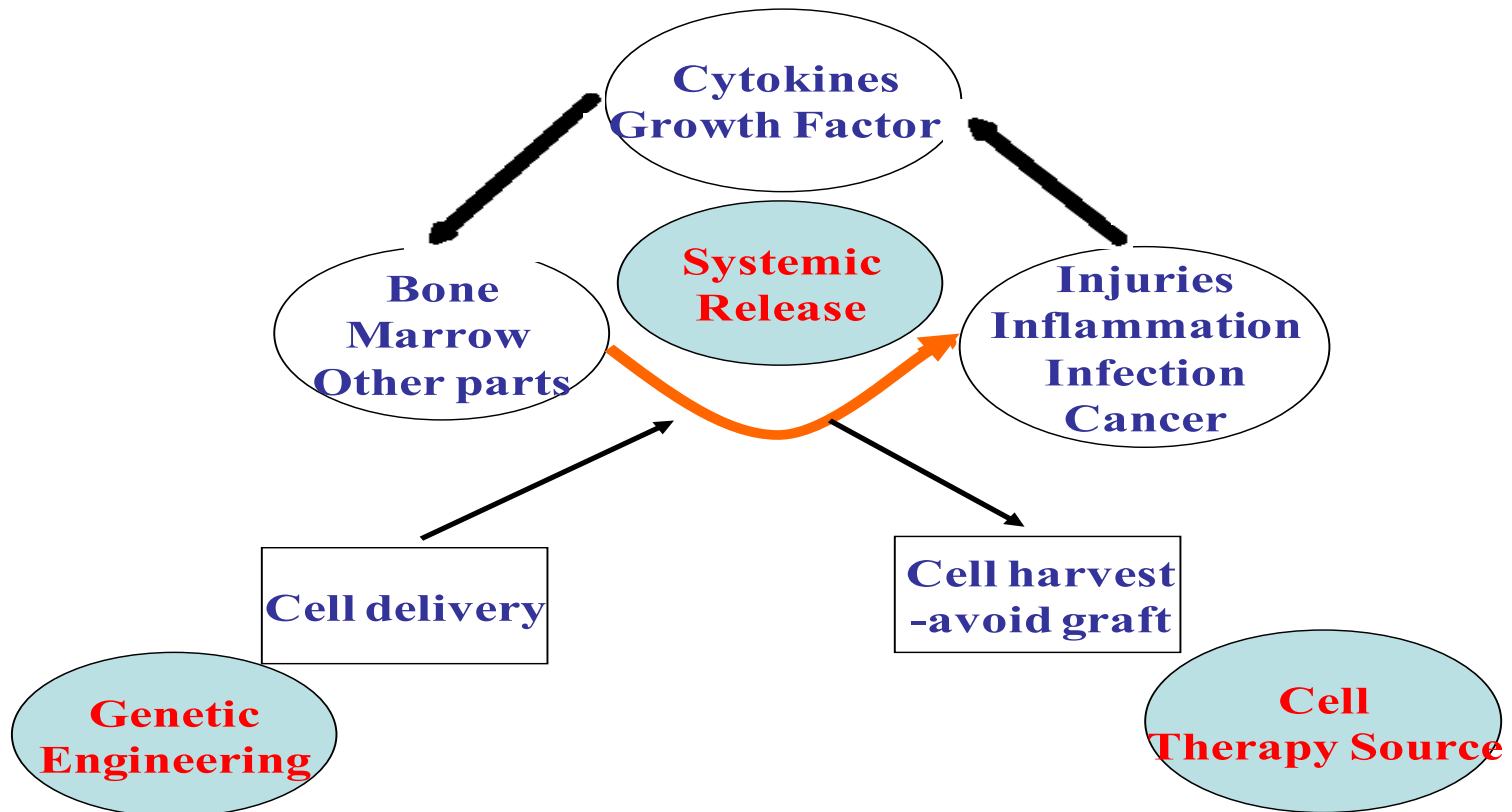 Cytokines
Growth Factor
Systemic
Release
Bone
Marrow
Other parts
Injuries
Inflammation
Infection
Cancer
Cell delivery
Cell harvest
-avoid graft
Genetic
Engineering
Cell
Therapy Source